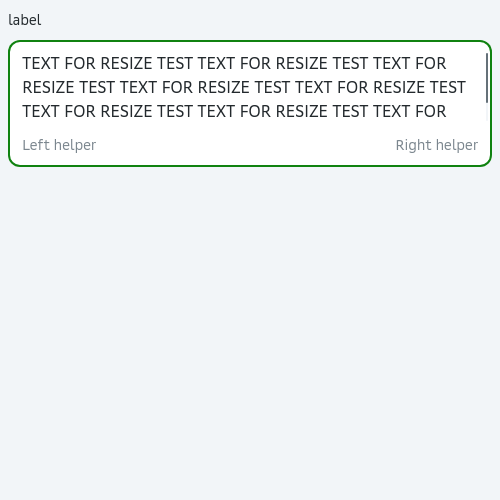 label
TEXT FOR RESIZE TEST TEXT FOR RESIZE TEST TEXT FOR
RESIZE TEST TEXT FOR RESIZE TEST TEXT FOR RESIZE TEST
TEXT FOR RESIZE TEST TEXT FOR RESIZE TEST TEXT FOR
Left helper Right helper